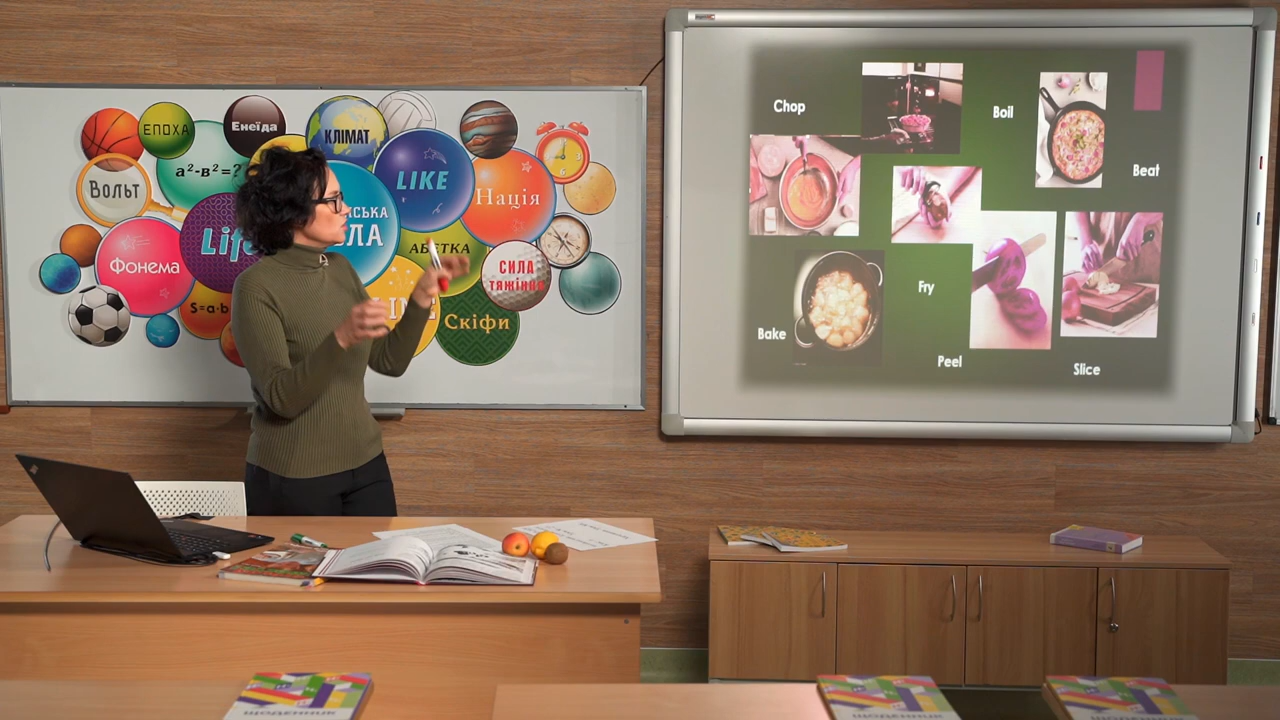 ЕПОХА
Енеїда
КЛІМАТ
a²-в²=?
Вольт
LIKE
Нація
Life
АБЕТКА
Фонема
СИЛА
ТЯЖІННЯ
S=a·b
Скіфи
Chop
Boil
Beat
Fry
Bake
Peel
Slice